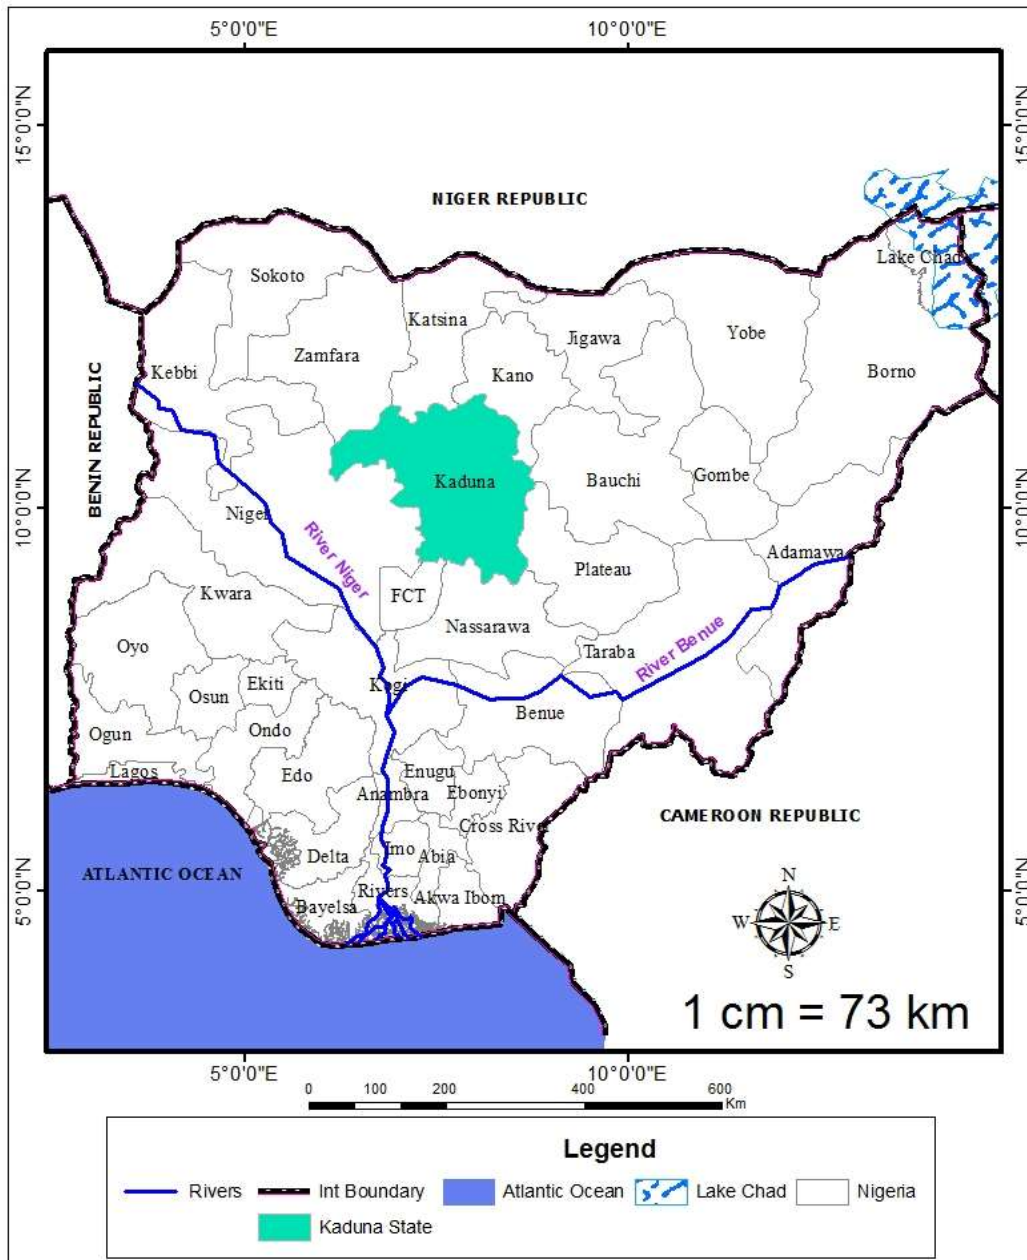 5°0'0"E 10°0'0"E
15°0'0"N 15°0'0"N
NIGER REPUBLIC
Lake Chad
Sokoto
Katsina
Yobe
Jigawa
Zamfara
Kebbi
Kano
Borno
BENIN REPUBLIC
Kaduna
Bauchi
Gombe
10°0'0"N 10°0'0"N
Niger
River Niger
Adamawa
Plateau
Kwara
FCT
Nassarawa
River Benue
Oyo
Taraba
Kogi
Ekiti
Osun
Benue
Ogun
Ondo
Lagos
Edo
Enugu
Anambra
Ebonyi
CAMEROON REPUBLIC
Cross River
Imo
Delta
Abia
ATLANTIC OCEAN
N
5°0'0"N 5°0'0"N
Rivers
Akwa Ibom
Bayelsa
W E
S
1 cm = 73 km
5°0'0"E 10°0'0"E
0 100 200 400 600
Km
Legend
Rivers Int Boundary Atlantic Ocean Lake Chad Nigeria
Kaduna State